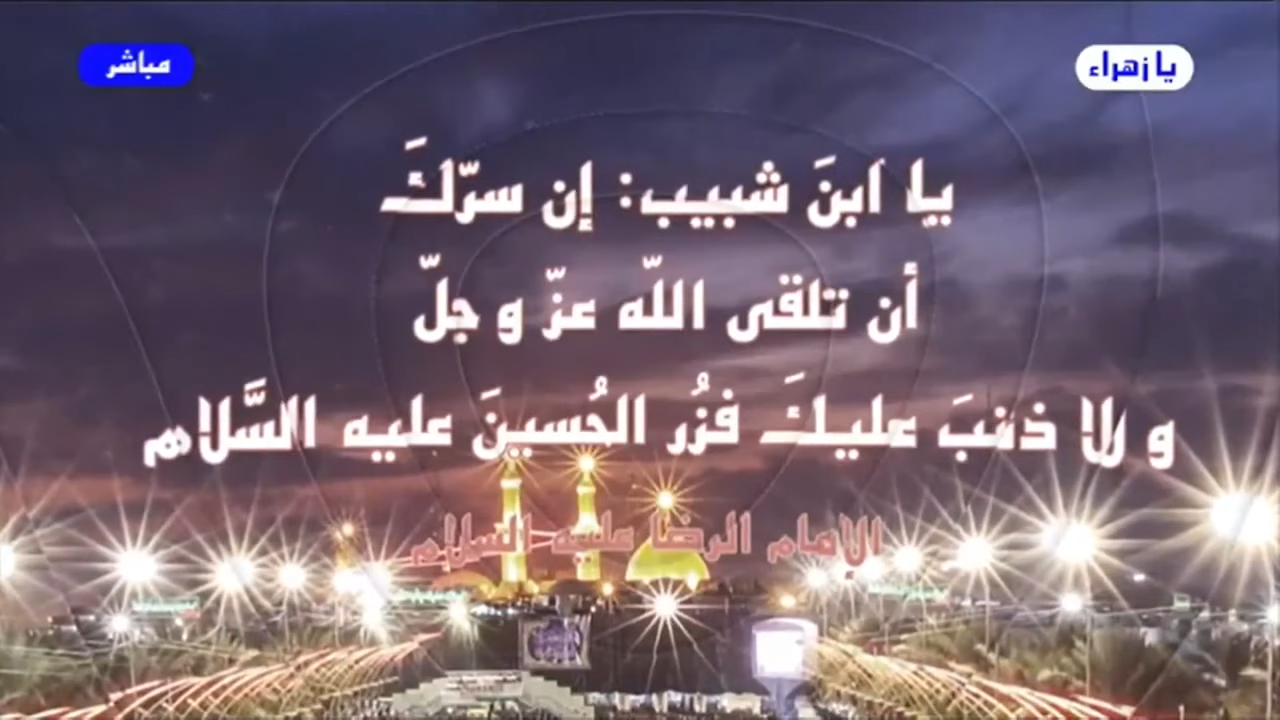 يا زهراء
مباشر
يا ابنَ شبيب: إن سرّكَ
أن تلقى اللّه عزّ و جلّ
و لا ذنبَ عليكَ فزُر الحُسينَ عليه السَّلام
الإمام الرضا عليه السلام